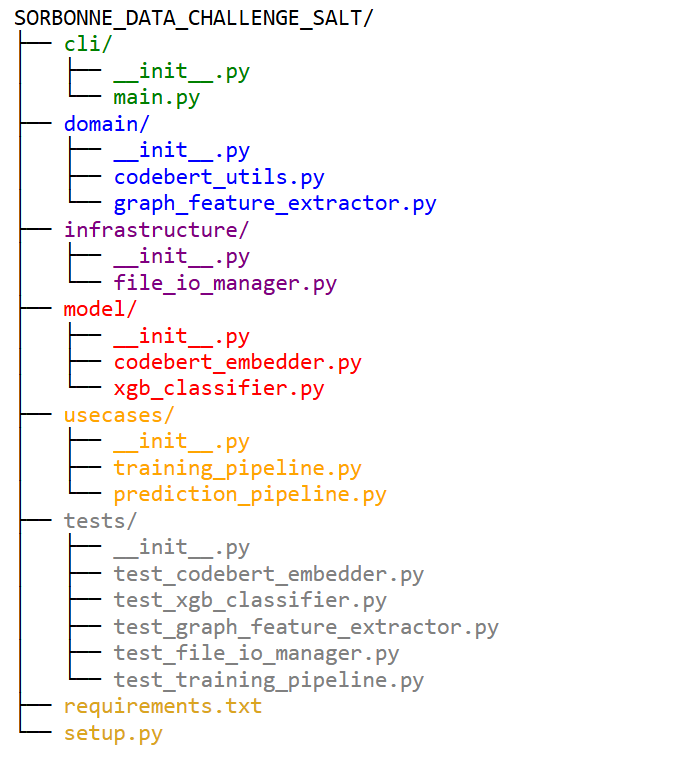 SORBONNE_DATA_CHALLENGE_SALT/
├── cli/
│   ├── __init__.py
│   └── main.py
├── domain/
│   ├── __init__.py
│   ├── codebert_utils.py
│   └── graph_feature_extractor.py
├── infrastructure/
│   ├── __init__.py
│   └── file_io_manager.py
├── model/
│   ├── __init__.py
│   ├── codebert_embedder.py
│   └── xgb_classifier.py
├── usecases/
│   ├── __init__.py
│   ├── training_pipeline.py
│   └── prediction_pipeline.py
├── tests/
│   ├── __init__.py
│   ├── test_codebert_embedder.py
│   ├── test_xgb_classifier.py
│   ├── test_graph_feature_extractor.py
│   ├── test_file_io_manager.py
│   └── test_training_pipeline.py
├── requirements.txt
└── setup.py